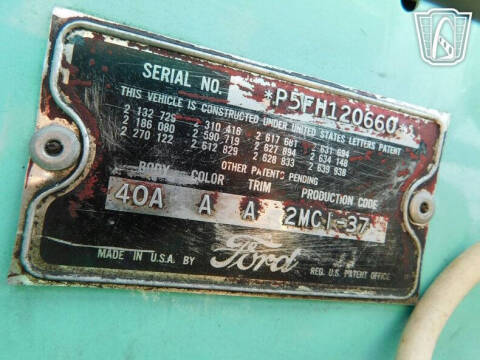 SERIAL NO. *P5FH120660
THIS VEHICLE IS CONSTRUCTED UNDER UNITED STATES LETTERS PATENT
2 132 729 2 310 416 2 617 681 2 631 694
2 186 080 2 590 719 2 627 894 2 634 148
2 270 122 2 612 829 2 628 833 2 639 938
OTHER PATENTS PENDING
BODY COLOR TRIM PRODUCTION CODE
40A A A 2MC1-37
MADE IN U.S.A. BY Ford REG. U.S. PATENT OFFICE